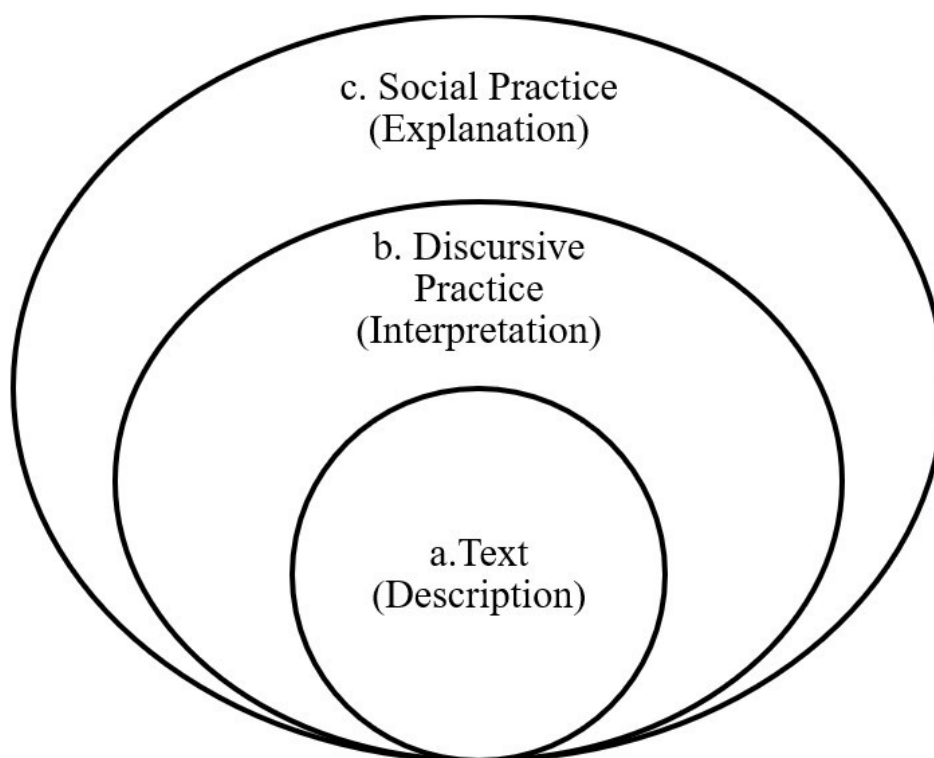 c. Social Practice
(Explanation)
b. Discursive
Practice
(Interpretation)
a.Text
(Description)